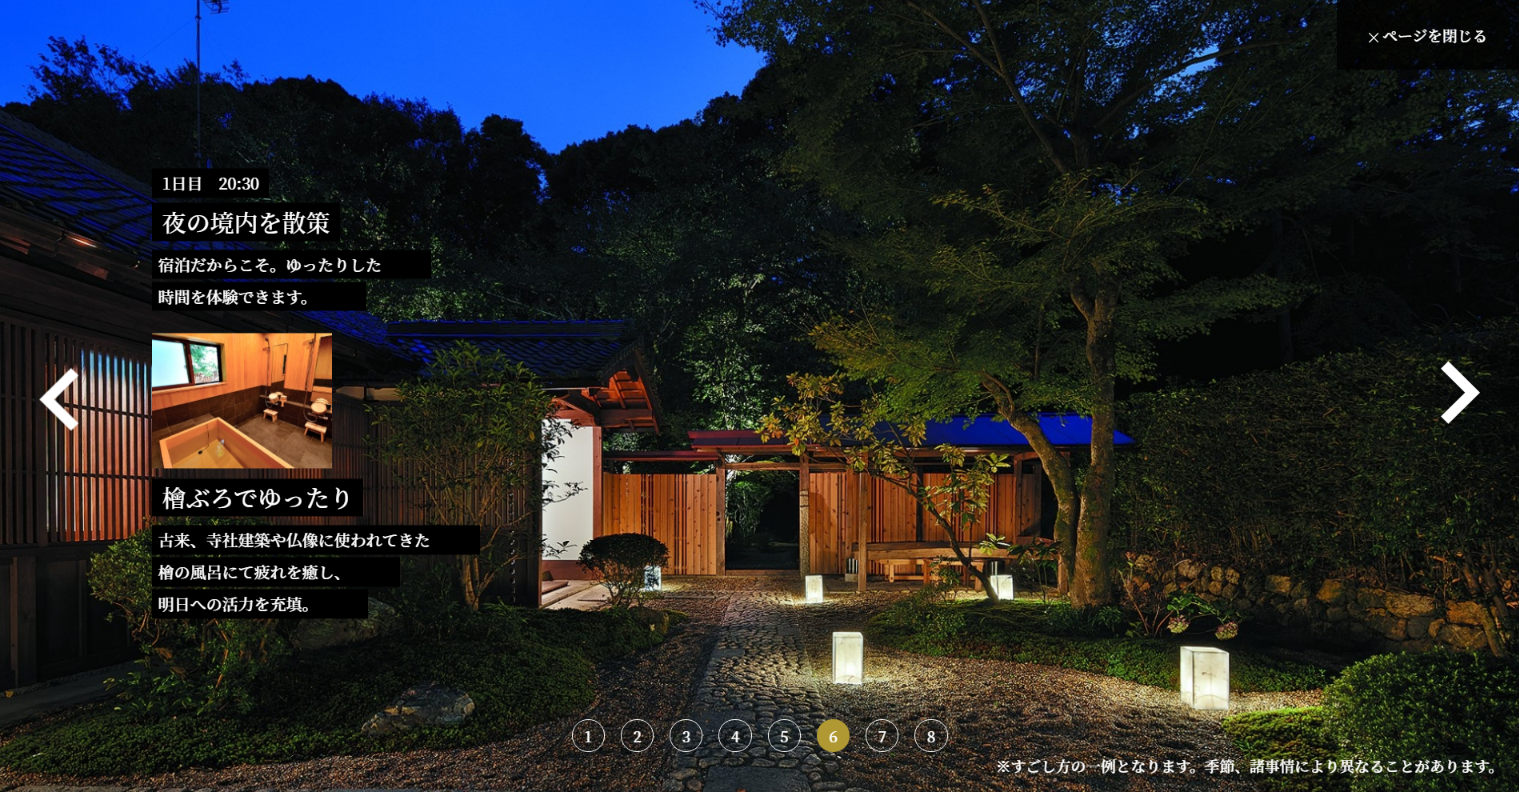 ×ページを閉じる
1日目 20:30
夜の境内を散策
宿泊だからこそ。ゆったりした
時間を体験できます。
檜ぶろでゆったり
古来、寺社建築や仏像に使われてきた
檜の風呂にて疲れを癒し、
明日への活力を充填。
1 2 3 4 5 6 7 8
※すごし方の一例となります。季節、諸事情により異なることがあります。